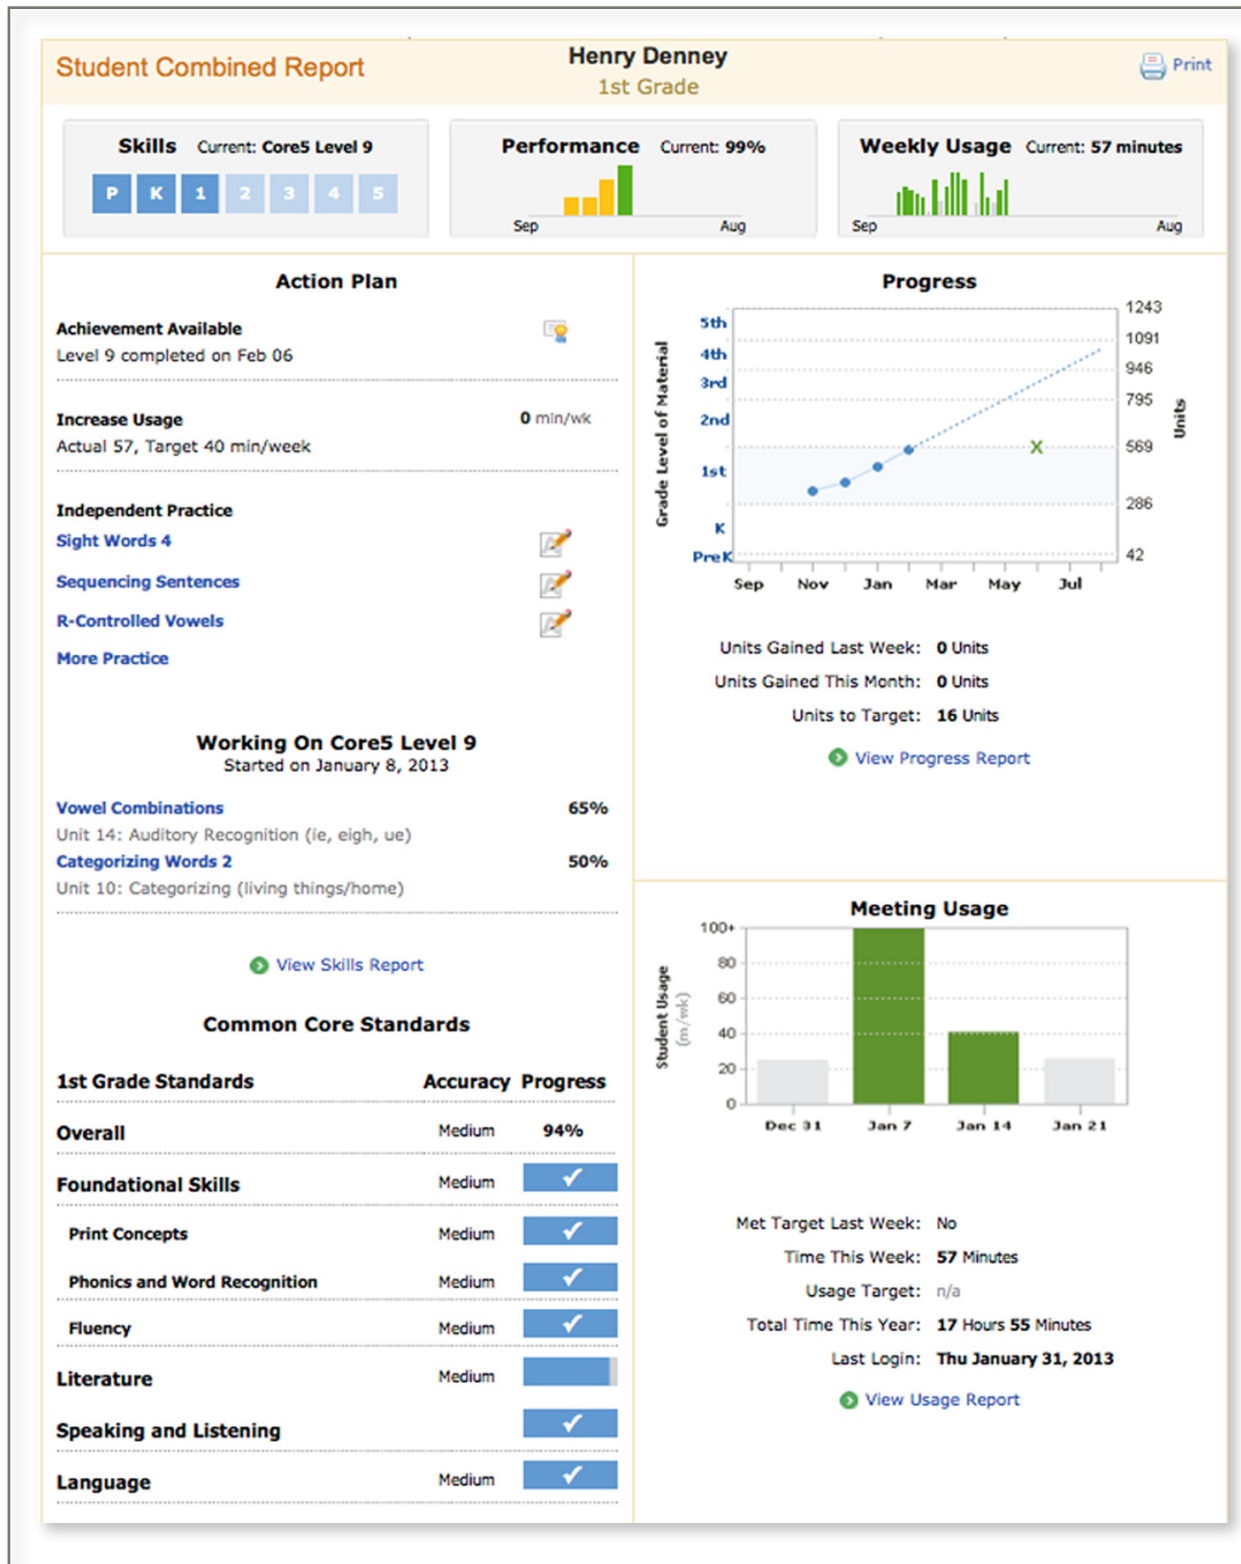 Student Combined Report
Henry Denney
1st Grade
Print
Skills Current: Core5 Level 9
P K 1 2 3 4 5
Performance Current: 99%
Sep Aug
Weekly Usage Current: 57 minutes
Sep Aug
Action Plan
Achievement Available
Level 9 completed on Feb 06
Increase Usage 0 min/wk
Actual 57, Target 40 min/week
Independent Practice
Sight Words 4
Sequencing Sentences
R-Controlled Vowels
More Practice
Working On Core5 Level 9
Started on January 8, 2013
Vowel Combinations 65%
Unit 14: Auditory Recognition (ie, eigh, ue)
Categorizing Words 2 50%
Unit 10: Categorizing (living things/home)
View Skills Report
Common Core Standards
1st Grade Standards Accuracy Progress
Overall Medium 94%
Foundational Skills Medium
Print Concepts Medium
Phonics and Word Recognition Medium
Fluency Medium
Literature Medium
Speaking and Listening
Language Medium
Progress
Grade Level of Material
5th
4th
3rd
2nd
1st
K
Pre K
1243
1091
946
795
569
286
42
Units
X
Sep Nov Jan Mar May Jul
Units Gained Last Week: 0 Units
Units Gained This Month: 0 Units
Units to Target: 16 Units
View Progress Report
Meeting Usage
Student Usage
(m/wk)
100+
80
60
40
20
0
Dec 31 Jan 7 Jan 14 Jan 21
Met Target Last Week: No
Time This Week: 57 Minutes
Usage Target: n/a
Total Time This Year: 17 Hours 55 Minutes
Last Login: Thu January 31, 2013
View Usage Report